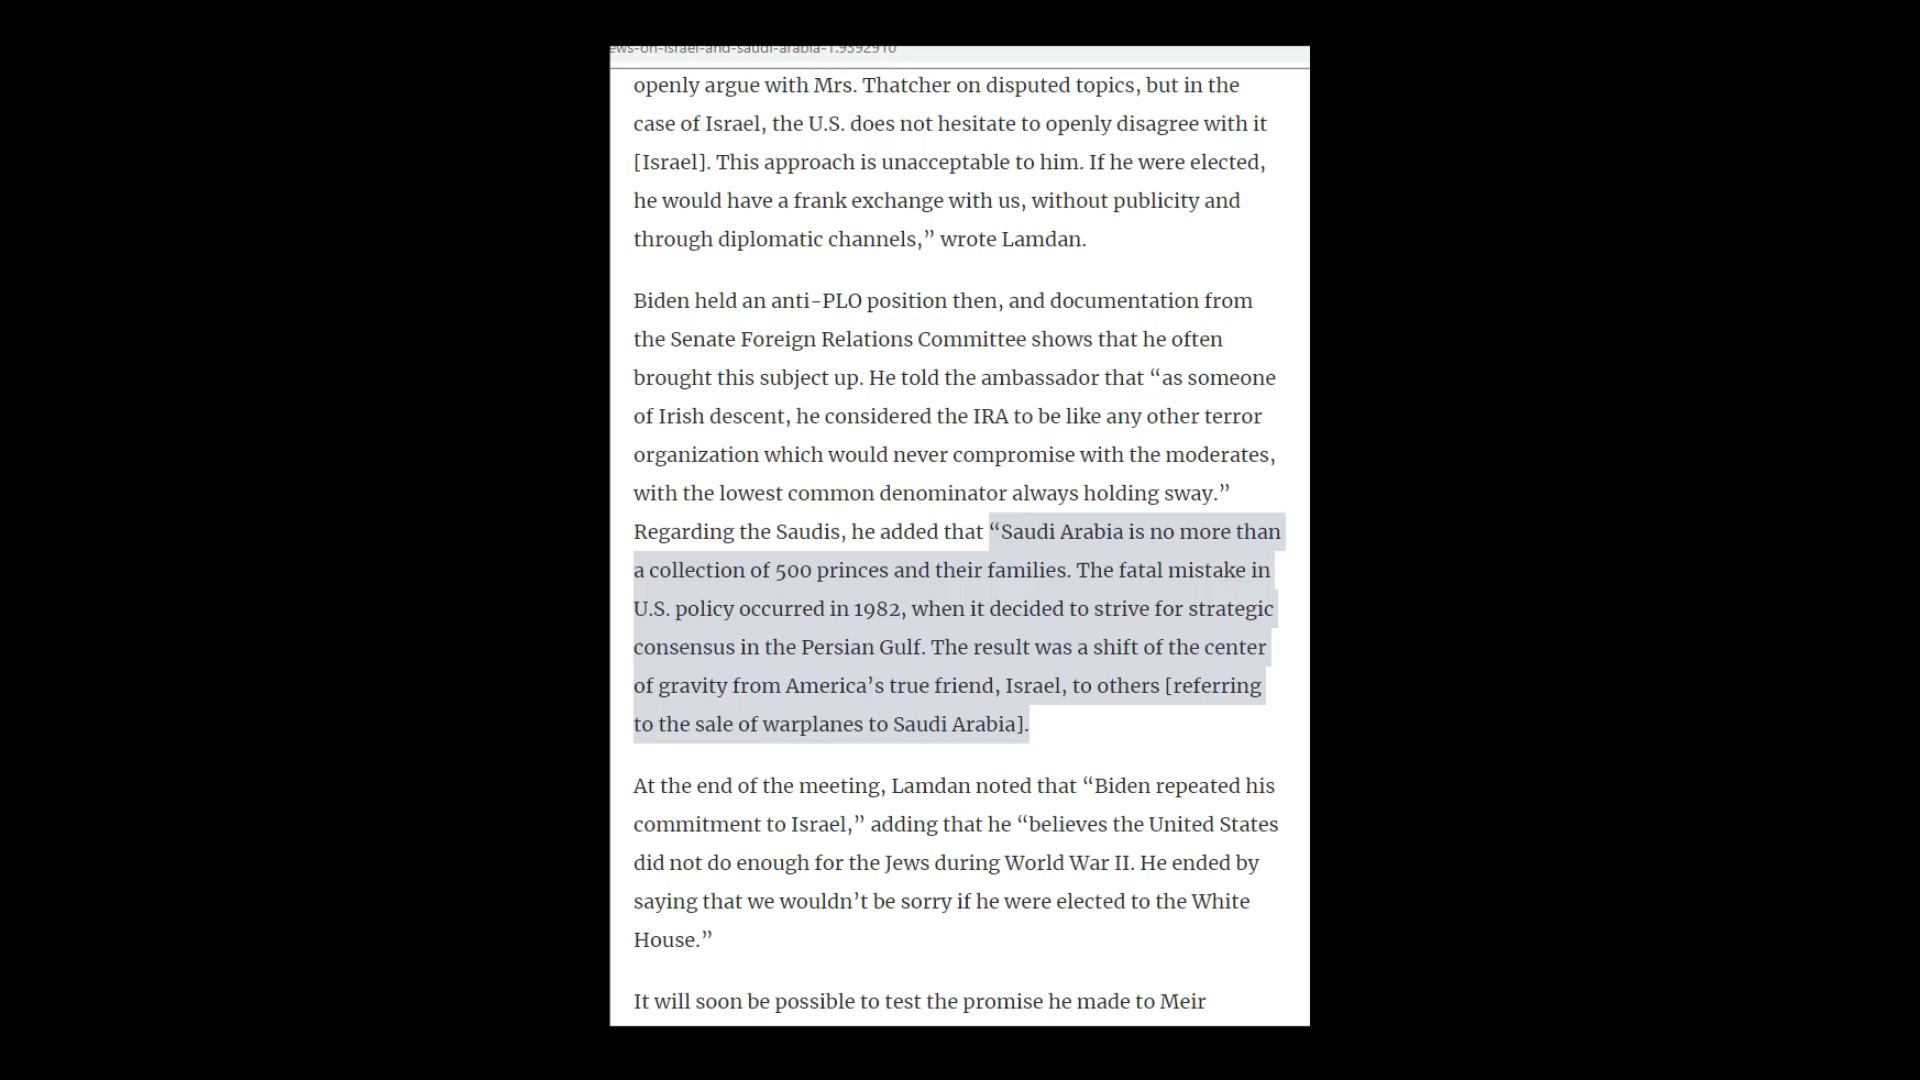 ews-on-israel-and-saudi-arabia-1.9392910
openly argue with Mrs. Thatcher on disputed topics, but in the
case of Israel, the U.S. does not hesitate to openly disagree with it
[Israel]. This approach is unacceptable to him. If he were elected,
he would have a frank exchange with us, without publicity and
through diplomatic channels,” wrote Lamdan.
Biden held an anti-PLO position then, and documentation from
the Senate Foreign Relations Committee shows that he often
brought this subject up. He told the ambassador that “as someone
of Irish descent, he considered the IRA to be like any other terror
organization which would never compromise with the moderates,
with the lowest common denominator always holding sway.”
Regarding the Saudis, he added that “Saudi Arabia is no more than
a collection of 500 princes and their families. The fatal mistake in
U.S. policy occurred in 1982, when it decided to strive for strategic
consensus in the Persian Gulf. The result was a shift of the center
of gravity from America’s true friend, Israel, to others [referring
to the sale of warplanes to Saudi Arabia].
At the end of the meeting, Lamdan noted that “Biden repeated his
commitment to Israel,” adding that he “believes the United States
did not do enough for the Jews during World War II. He ended by
saying that we wouldn’t be sorry if he were elected to the White
House.”
It will soon be possible to test the promise he made to Meir